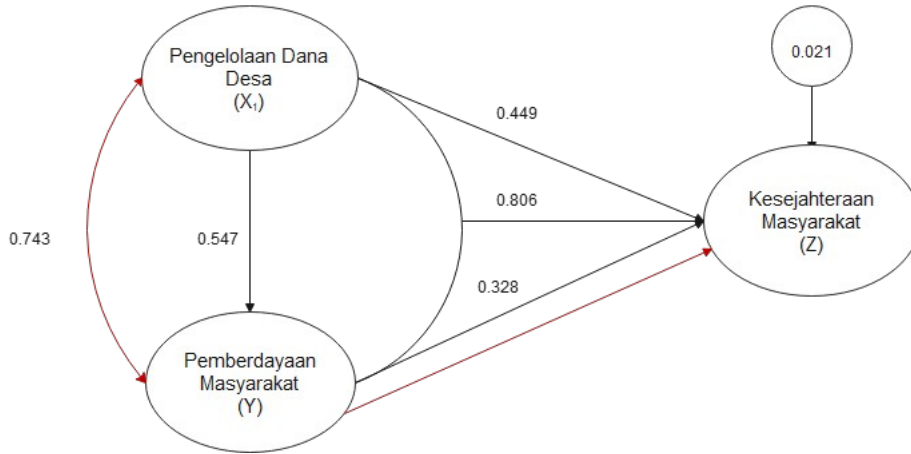 Pengelolaan Dana
Desa
(X₁)
0.021
0.449
Kesejahteraan
Masyarakat
(Z)
0.806
0.743
0.547
0.328
Pemberdayaan
Masyarakat
(Y)